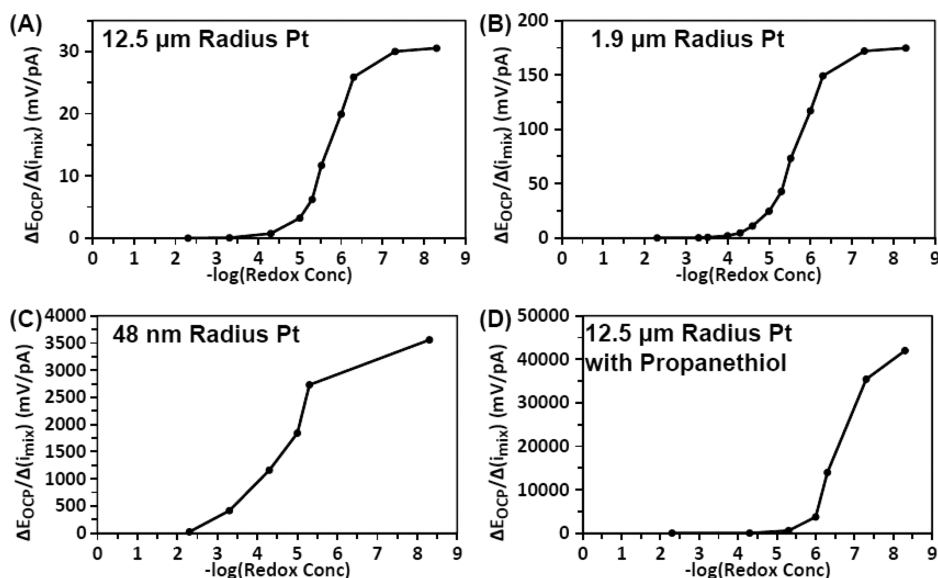 (A)
12.5 µm Radius Pt
ΔE_OCP/Δ(i_mix) (mV/pA)
30
20
10
0
0 1 2 3 4 5 6 7 8 9
-log(Redox Conc)
(B)
1.9 µm Radius Pt
ΔE_OCP/Δ(i_mix) (mV/pA)
200
150
100
50
0
0 1 2 3 4 5 6 7 8 9
-log(Redox Conc)
(C)
48 nm Radius Pt
ΔE_OCP/Δ(i_mix) (mV/pA)
4000
3500
3000
2500
2000
1500
1000
500
0
0 1 2 3 4 5 6 7 8 9
-log(Redox Conc)
(D)
12.5 µm Radius Pt
with Propanethiol
ΔE_OCP/Δ(i_mix) (mV/pA)
50000
40000
30000
20000
10000
0
0 1 2 3 4 5 6 7 8 9
-log(Redox Conc)